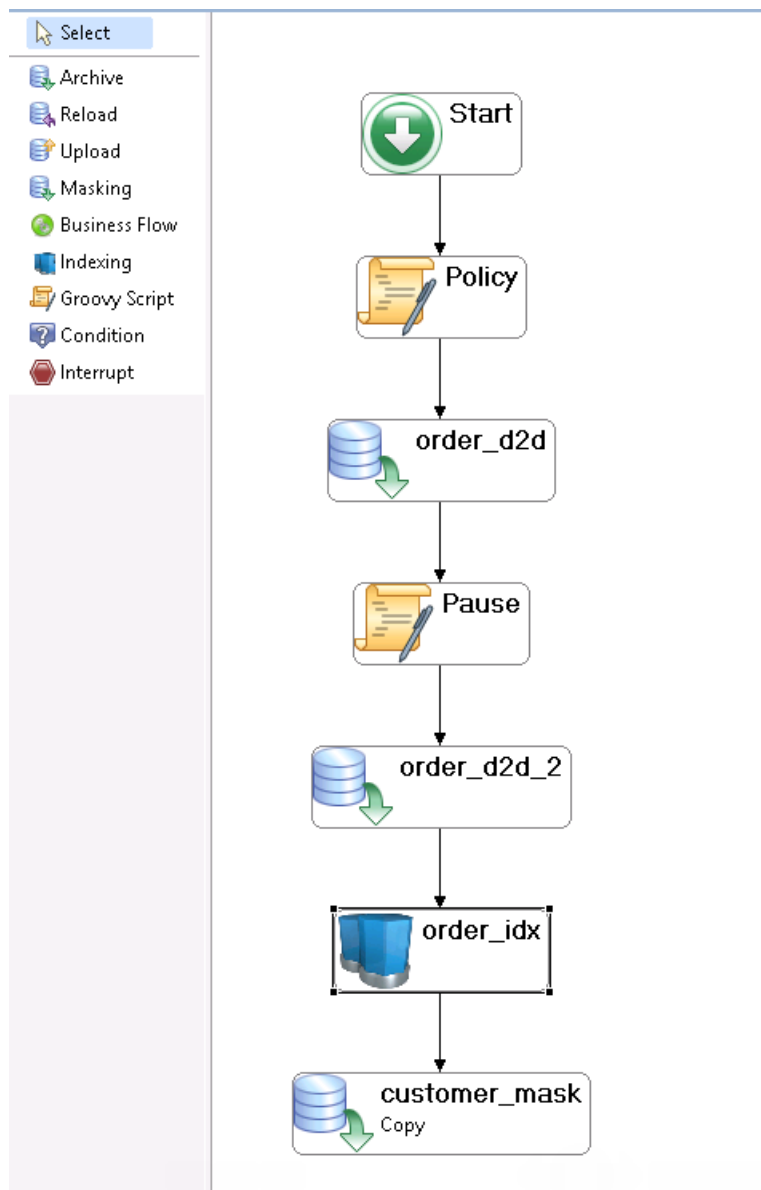 Select
Archive
Reload
Upload
Masking
Business Flow
Indexing
Groovy Script
Condition
Interrupt
Start
Policy
order_d2d
Pause
order_d2d_2
order_idx
customer_mask
Copy